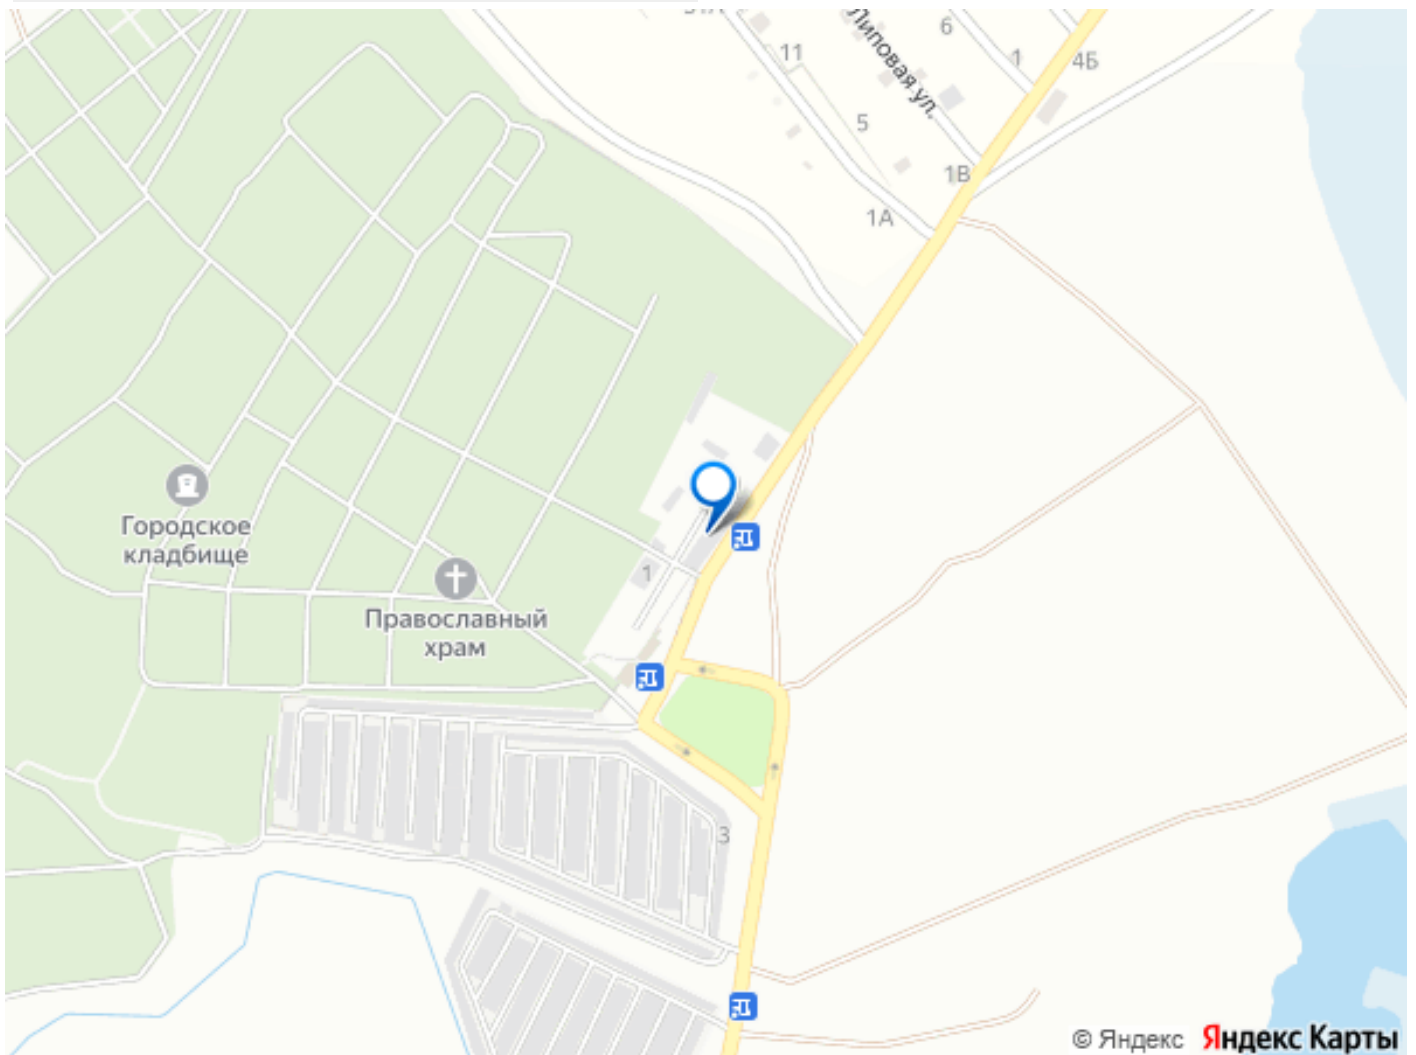 11
6
1
4Б
Липовая ул.
5
1В
1А
Городское
кладбище
1
Православный
храм
3
© Яндекс Яндекс Карты